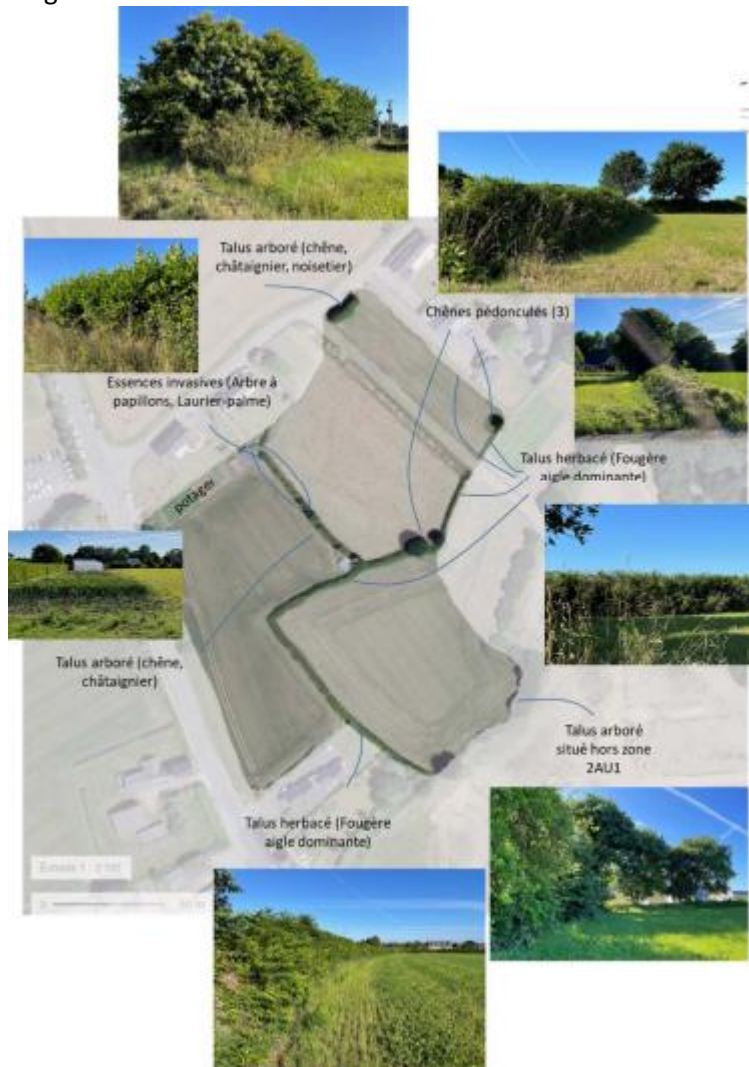 Talus arboré (chêne,
châtaignier, noisetier)
Chênes pédonculés (3)
Essences invasives (Arbre à
papillons, Laurier-palme)
Talus herbacé (Fougère
aigle dominante)
potager
Talus arboré (chêne,
châtaignier)
Talus arboré
situé hors zone
2AU1
Talus herbacé (Fougère
aigle dominante)